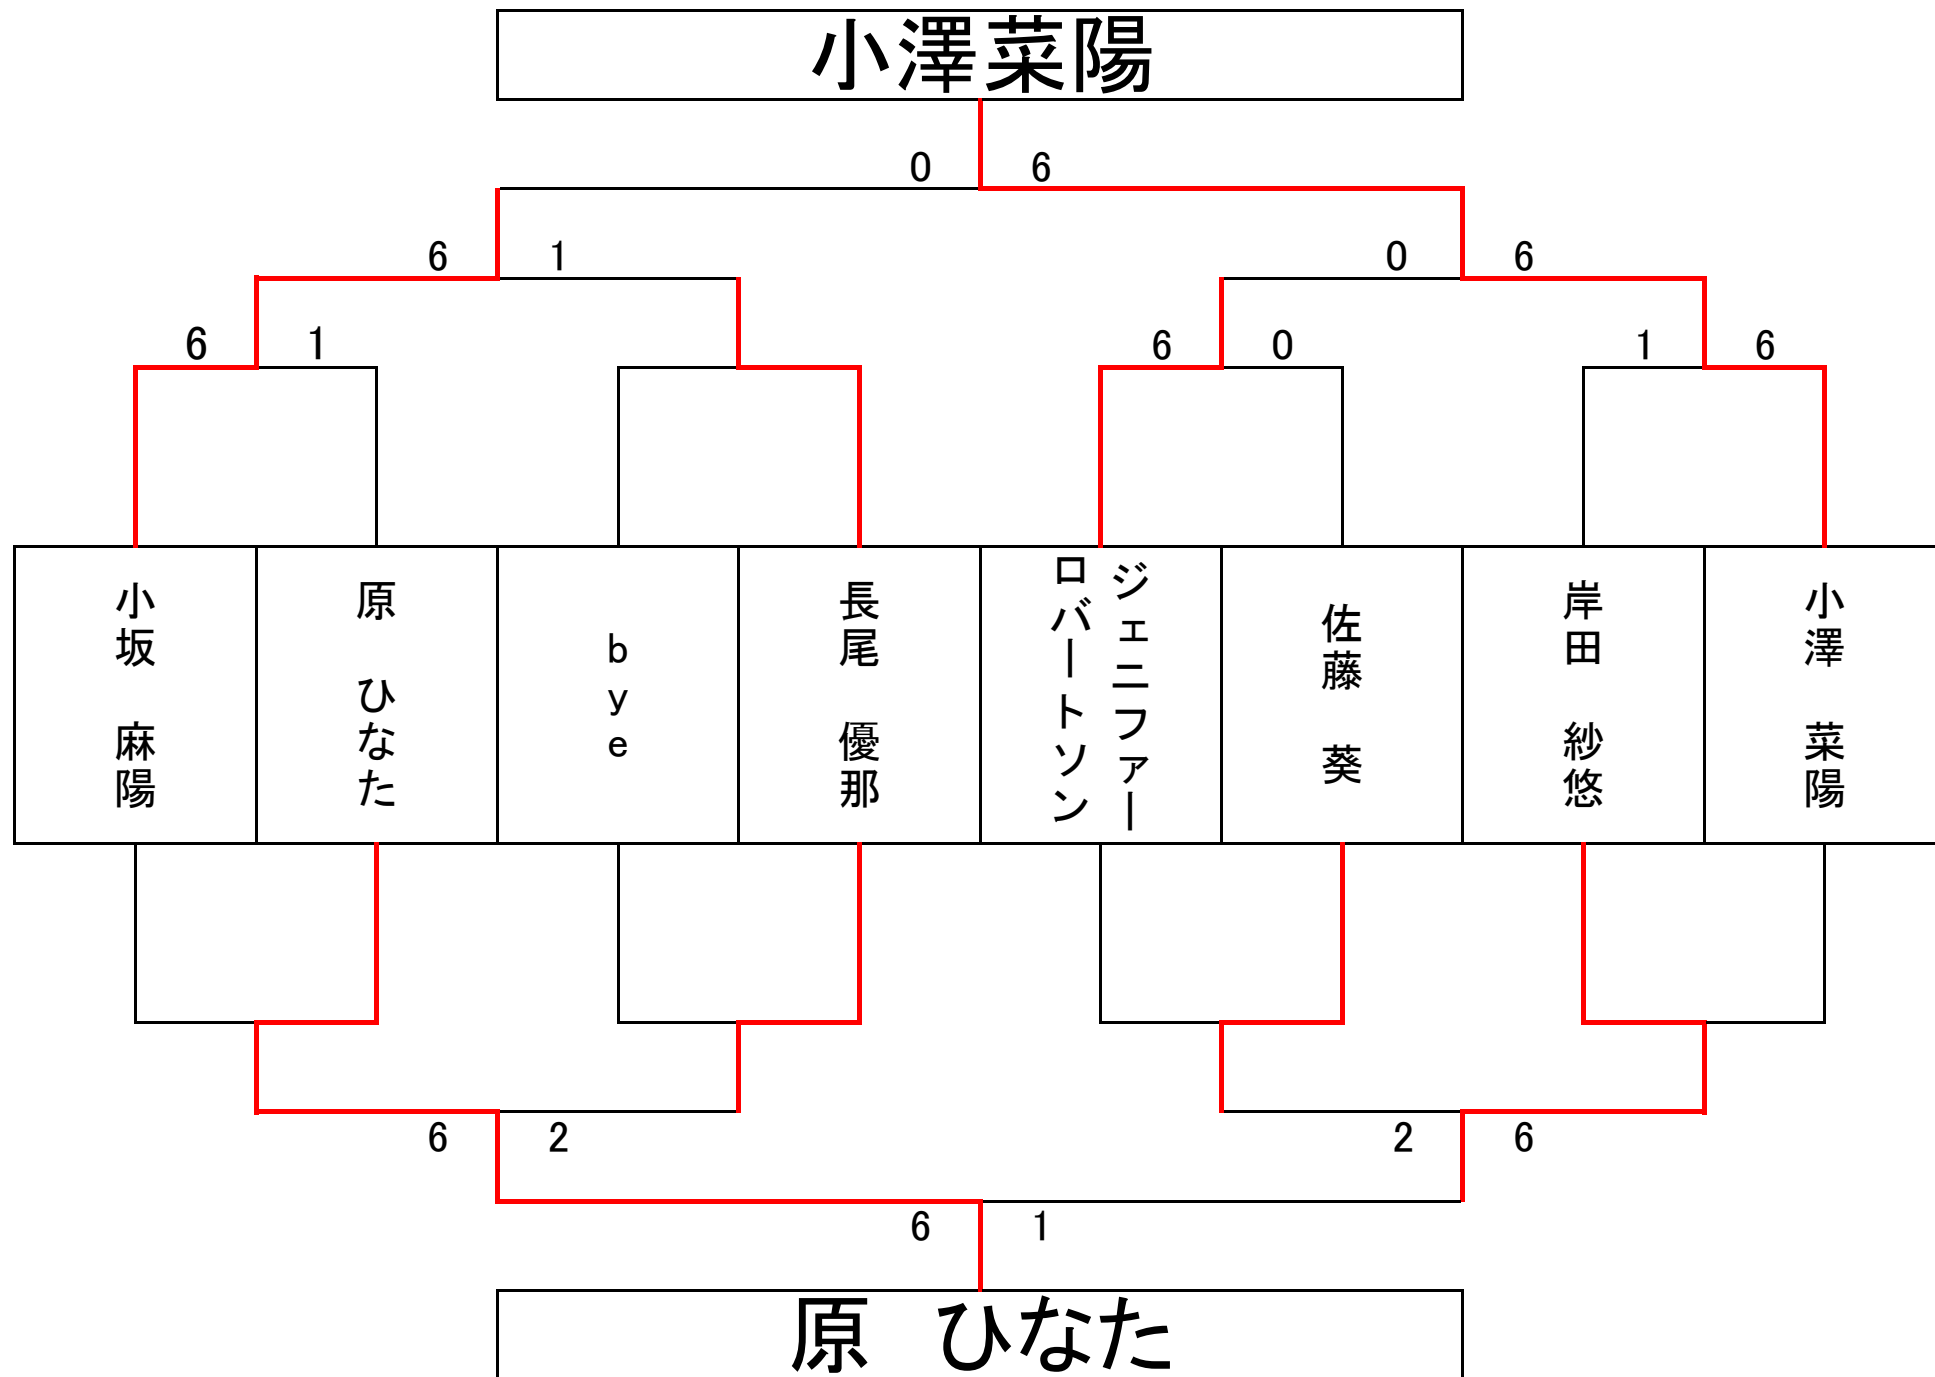 小澤菜陽
0 6
6 1 0 6
6 1 6 0 1 6
小坂　麻陽
原　ひなた
bye
長尾　優那
ジェニファー
ロバートソン
佐藤　葵
岸田　紗悠
小澤　菜陽
6 2 2 6
6 1
原　ひなた